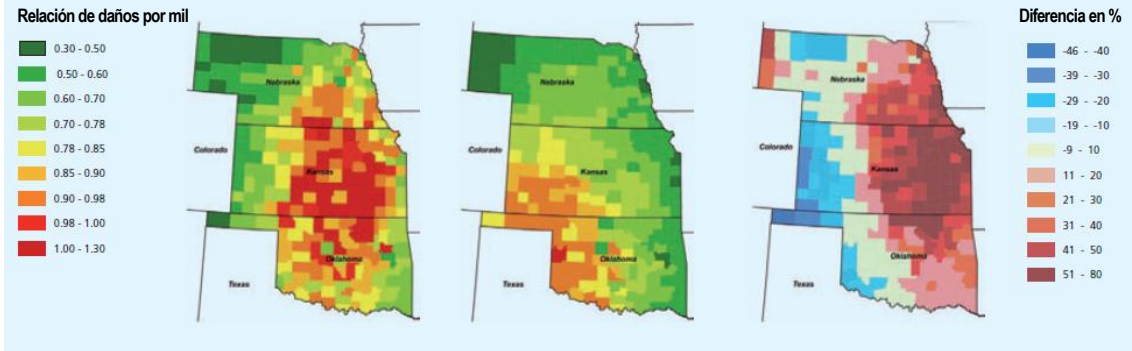 Relación de daños por mil
0.30 - 0.50
0.50 - 0.60
0.60 - 0.70
0.70 - 0.78
0.78 - 0.85
0.85 - 0.90
0.90 - 0.98
0.98 - 1.00
1.00 - 1.30
Nebraska
Colorado
Kansas
Oklahoma
Texas
Nebraska
Colorado
Kansas
Oklahoma
Texas
Nebraska
Colorado
Kansas
Oklahoma
Texas
Diferencia en %
-46 - -40
-39 - -30
-29 - -20
-19 - -10
-9 - 10
11 - 20
21 - 30
31 - 40
41 - 50
51 - 80